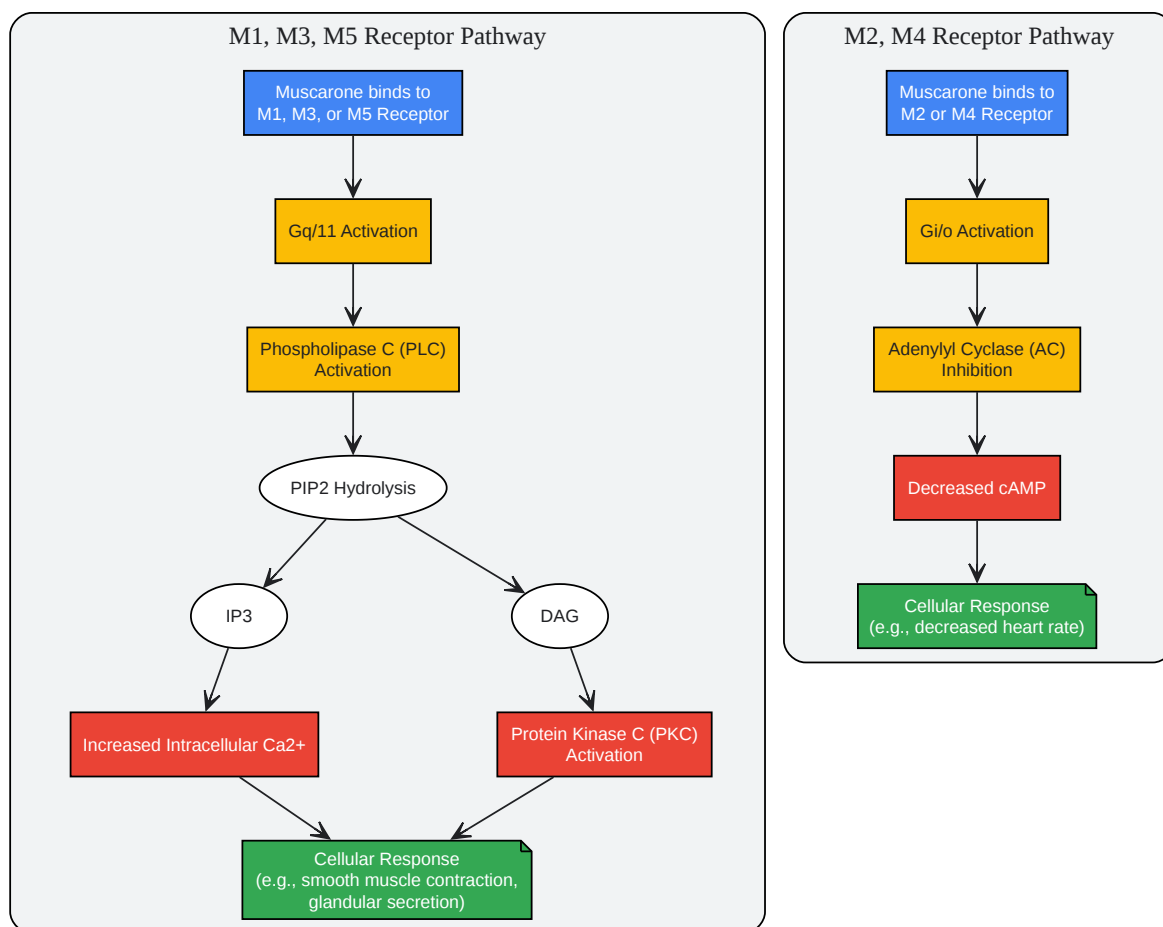 M1, M3, M5 Receptor Pathway
Muscarone binds to
M1, M3, or M5 Receptor
Gq/11 Activation
Phospholipase C (PLC)
Activation
PIP2 Hydrolysis
IP3
DAG
Increased Intracellular Ca2+
Protein Kinase C (PKC)
Activation
Cellular Response
(e.g., smooth muscle contraction,
glandular secretion)
M2, M4 Receptor Pathway
Muscarone binds to
M2 or M4 Receptor
Gi/o Activation
Adenylyl Cyclase (AC)
Inhibition
Decreased cAMP
Cellular Response
(e.g., decreased heart rate)